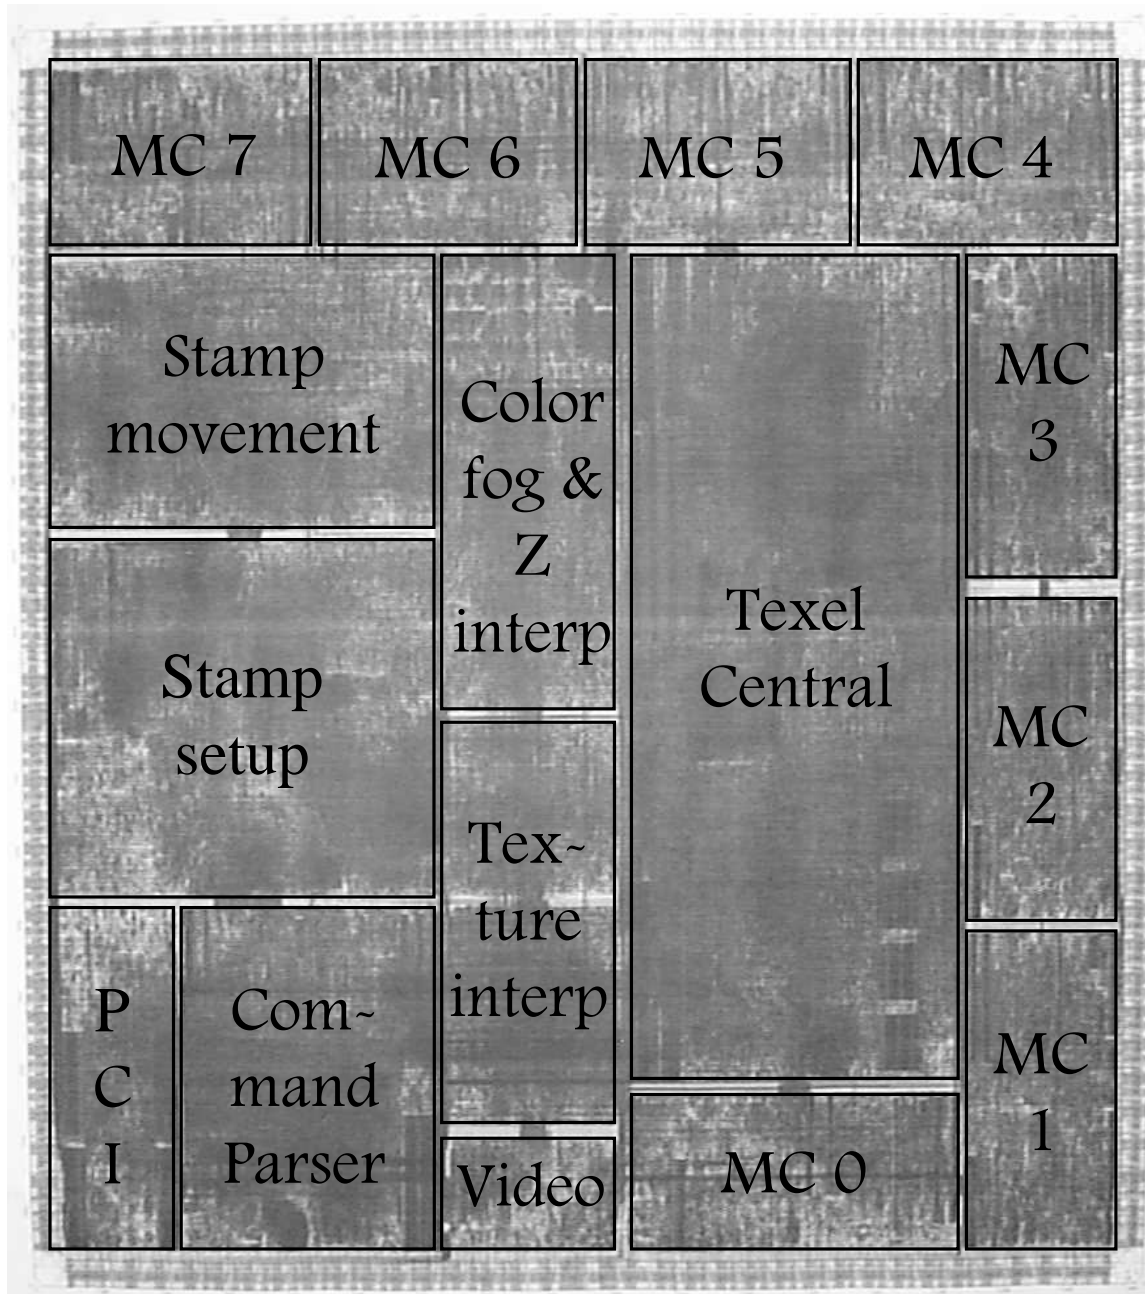 MC 7
MC 6
MC 5
MC 4
Stamp
movement
Color
fog &
Z
interp
Texel
Central
MC
3
Stamp
setup
MC
2
Tex~
ture
interp
P
C
I
Com~
mand
Parser
MC
1
Video
MC 0